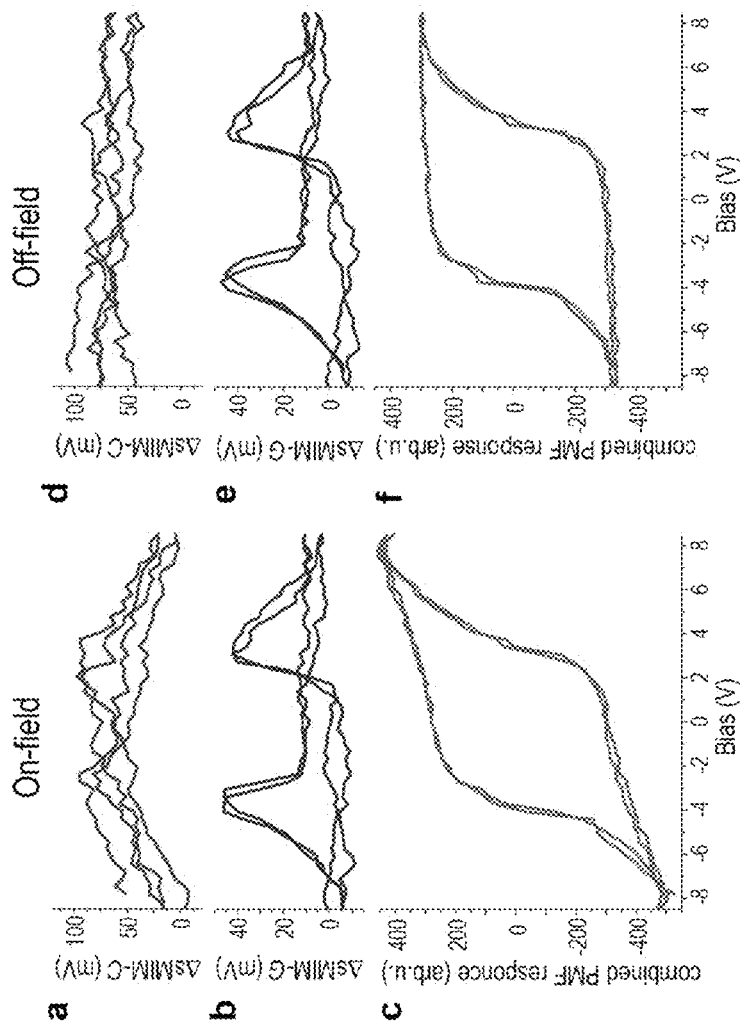 On-field
a
ΔsMIM-C (mV)
100
50
0
b
ΔsMIM-G (mV)
40
20
0
c
combined PMF responce (arb.u.)
400
200
0
-200
-400
-8 -6 -4 -2 0 2 4 6 8
Bias (V)
Off-field
d
ΔsMIM-C (mV)
100
50
0
e
ΔsMIM-G (mV)
40
20
0
f
combined PMF response (arb.u.)
400
200
0
-200
-400
-8 -6 -4 -2 0 2 4 6 8
Bias (V)